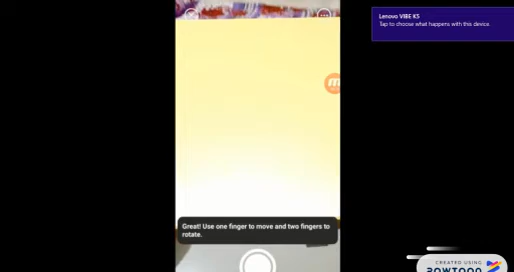 Lenovo VIBE K5
Tap to choose what happens with this device.
Great! Use one finger to move and two fingers to
rotate.
CREATED USING
POWTOON